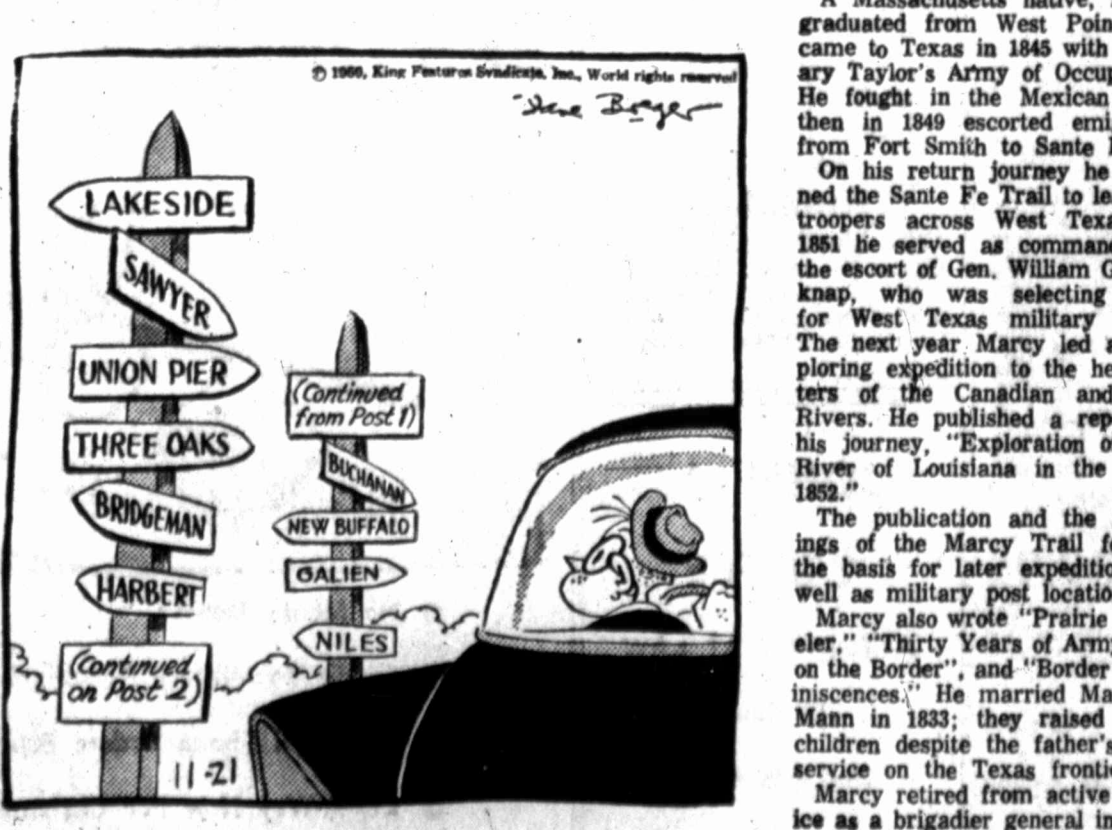 © 1960, King Features Syndicate, Inc., World rights reserved
Dave Breger
LAKESIDE
SAWYER
UNION PIER
THREE OAKS
BRIDGEMAN
HARBERT
(Continued
on Post 2)
11-21
(Continued
from Post 1)
BUCHANAN
NEW BUFFALO
GALIEN
NILES
A Massachusetts native,
graduated from West Poin
came to Texas in 1845 with
ary Taylor's Army of Occup
He fought in the Mexican
then in 1849 escorted emi
from Fort Smith to Sante
On his return journey he
ned the Sante Fe Trail to le
troopers across West Texa
1851 he served as comman
the escort of Gen. William G
knap, who was selecting
for West Texas military
The next year Marcy led a
ploring expedition to the he
ters of the Canadian and
Rivers. He published a rep
his journey, "Exploration o
River of Louisiana in the
1852."
The publication and the
ings of the Marcy Trail f
the basis for later expeditio
well as military post locatio
Marcy also wrote "Prairie
eler," "Thirty Years of Arm
on the Border", and "Border
iniscences." He married Ma
Mann in 1833; they raised
children despite the father's
service on the Texas fronti
Marcy retired from active
ice as a brigadier general in